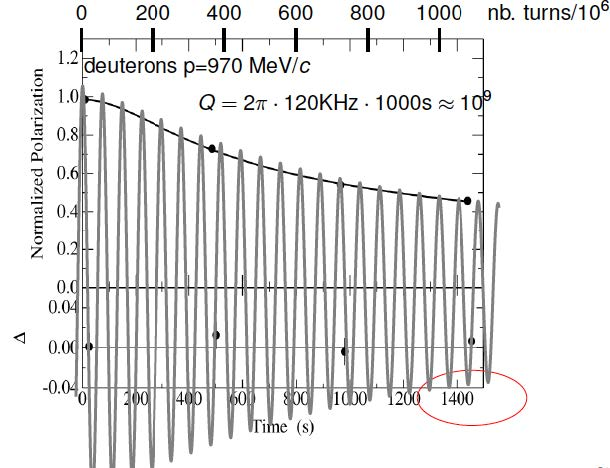 0 200 400 600 800 1000 nb. turns/10⁶
1.2
deuterons p=970 MeV/c
Q = 2π · 120KHz · 1000s ≈ 10⁹
1.0
0.8
0.6
0.4
0.2
0.0
Normalized Polarization
0.04
0.00
-0.04
Δ
0 200 400 600 800 1000 1200 1400
Time (s)